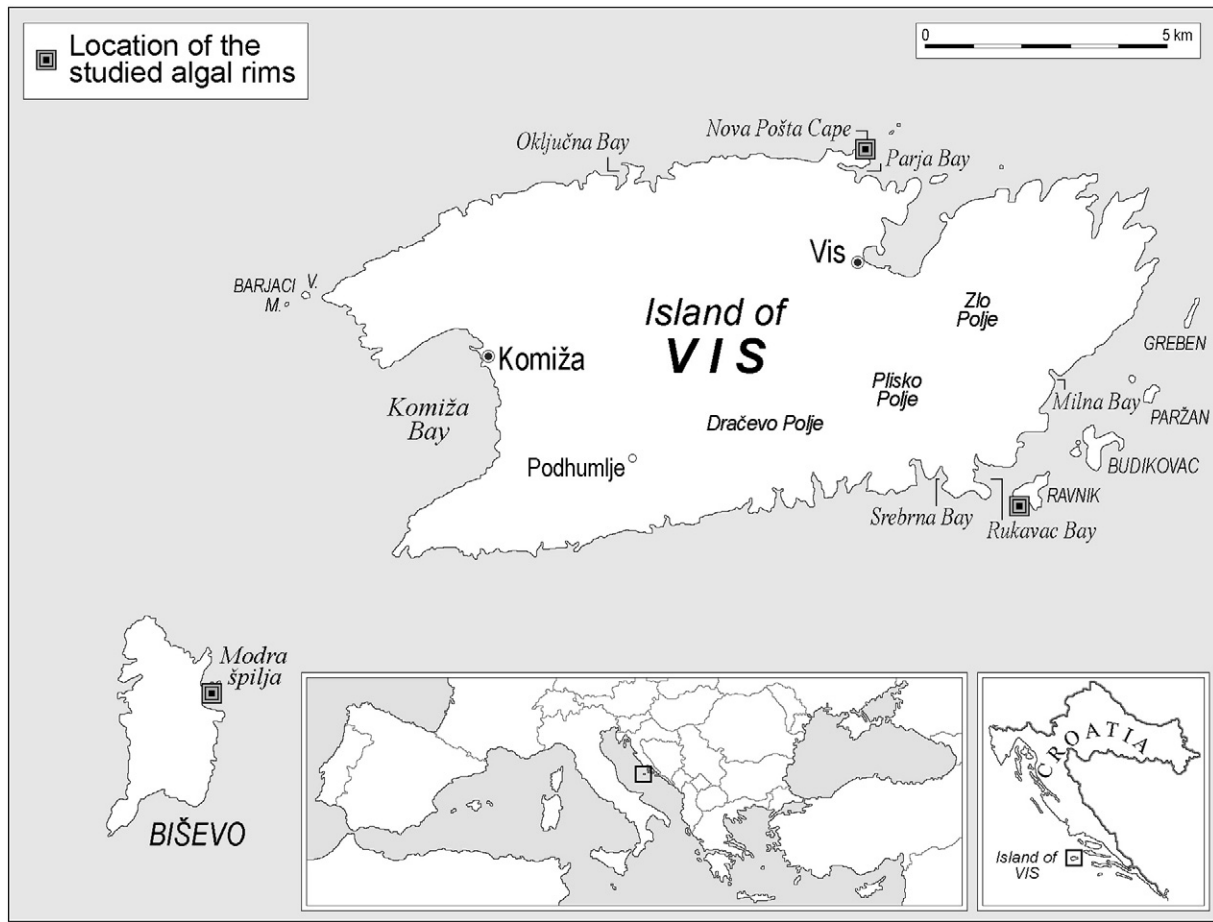 Location of the
studied algal rims
0 5 km
Nova Pošta Cape
Oključna Bay
Parja Bay
Vis
BARJACI V.
M.
Island of
VIS
Zlo
Polje
GREBEN
Komiža
Plisko
Polje
Milna Bay
Komiža
Bay
PARŽAN
Dračevo Polje
Podhumlje
BUDIKOVAC
RAVNIK
Srebrna Bay
Rukavac Bay
Modra
špilja
BIŠEVO
CROATIA
Island of
VIS